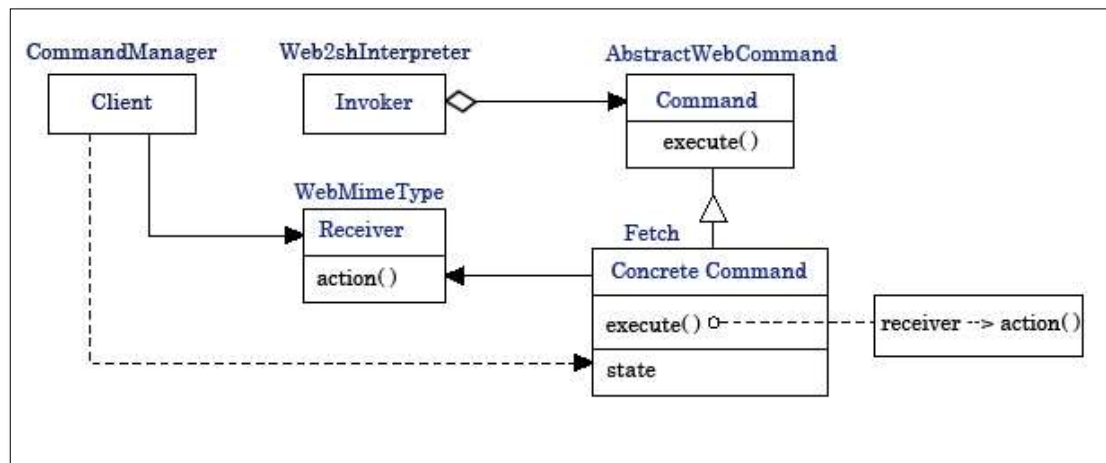 CommandManager
Web2shInterpreter
AbstractWebCommand
Client
Invoker
Command
execute()
WebMimeType
Receiver
action()
Fetch
Concrete Command
execute()
receiver --> action()
state